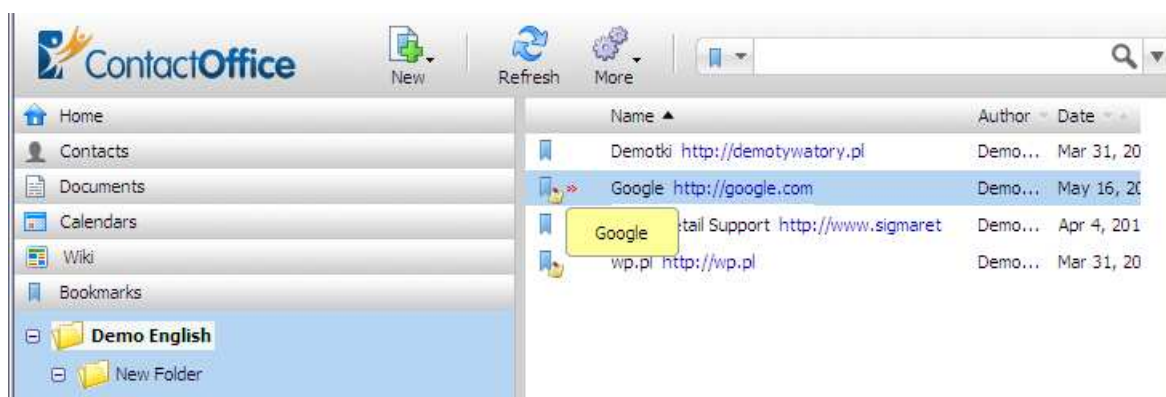 ContactOffice
New
Refresh
More
Home
Contacts
Documents
Calendars
Wiki
Bookmarks
Demo English
New Folder
Name Author Date
Demotki http://demotywatory.pl Demo... Mar 31, 20
» Google http://google.com Demo... May 16, 20
Google
tail Support http://www.sigmaret Demo... Apr 4, 201
wp.pl http://wp.pl Demo... Mar 31, 20